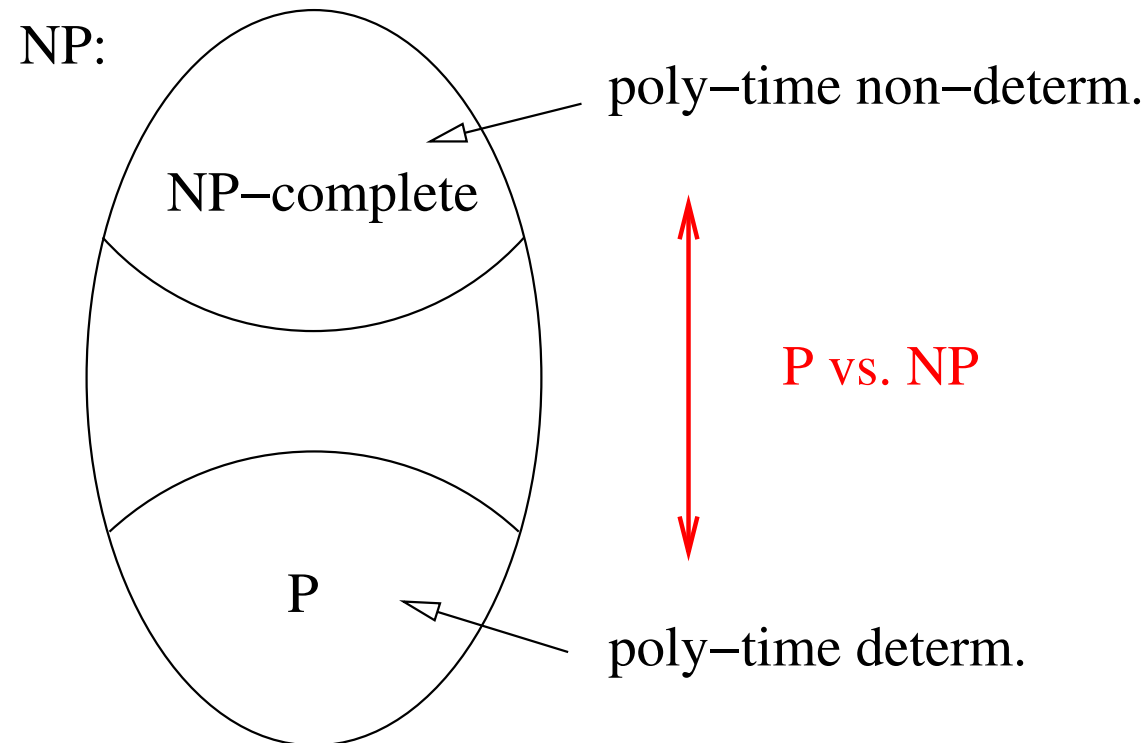 NP:
poly−time non−determ.
NP−complete
P vs. NP
P
poly−time determ.